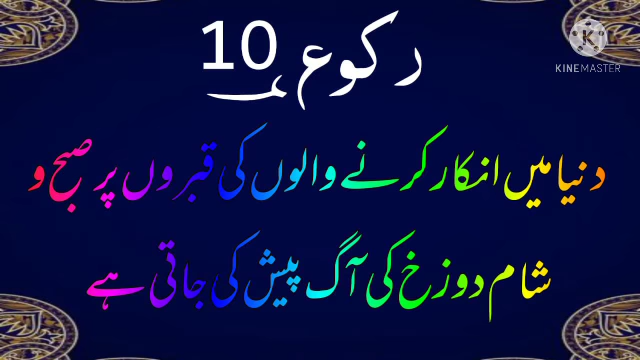 رکوع 10
KINEMASTER
دنیا میں انکار کرنے والوں کی قبروں پر صبح و
شام دوزخ کی آگ پیش کی جاتی ہے